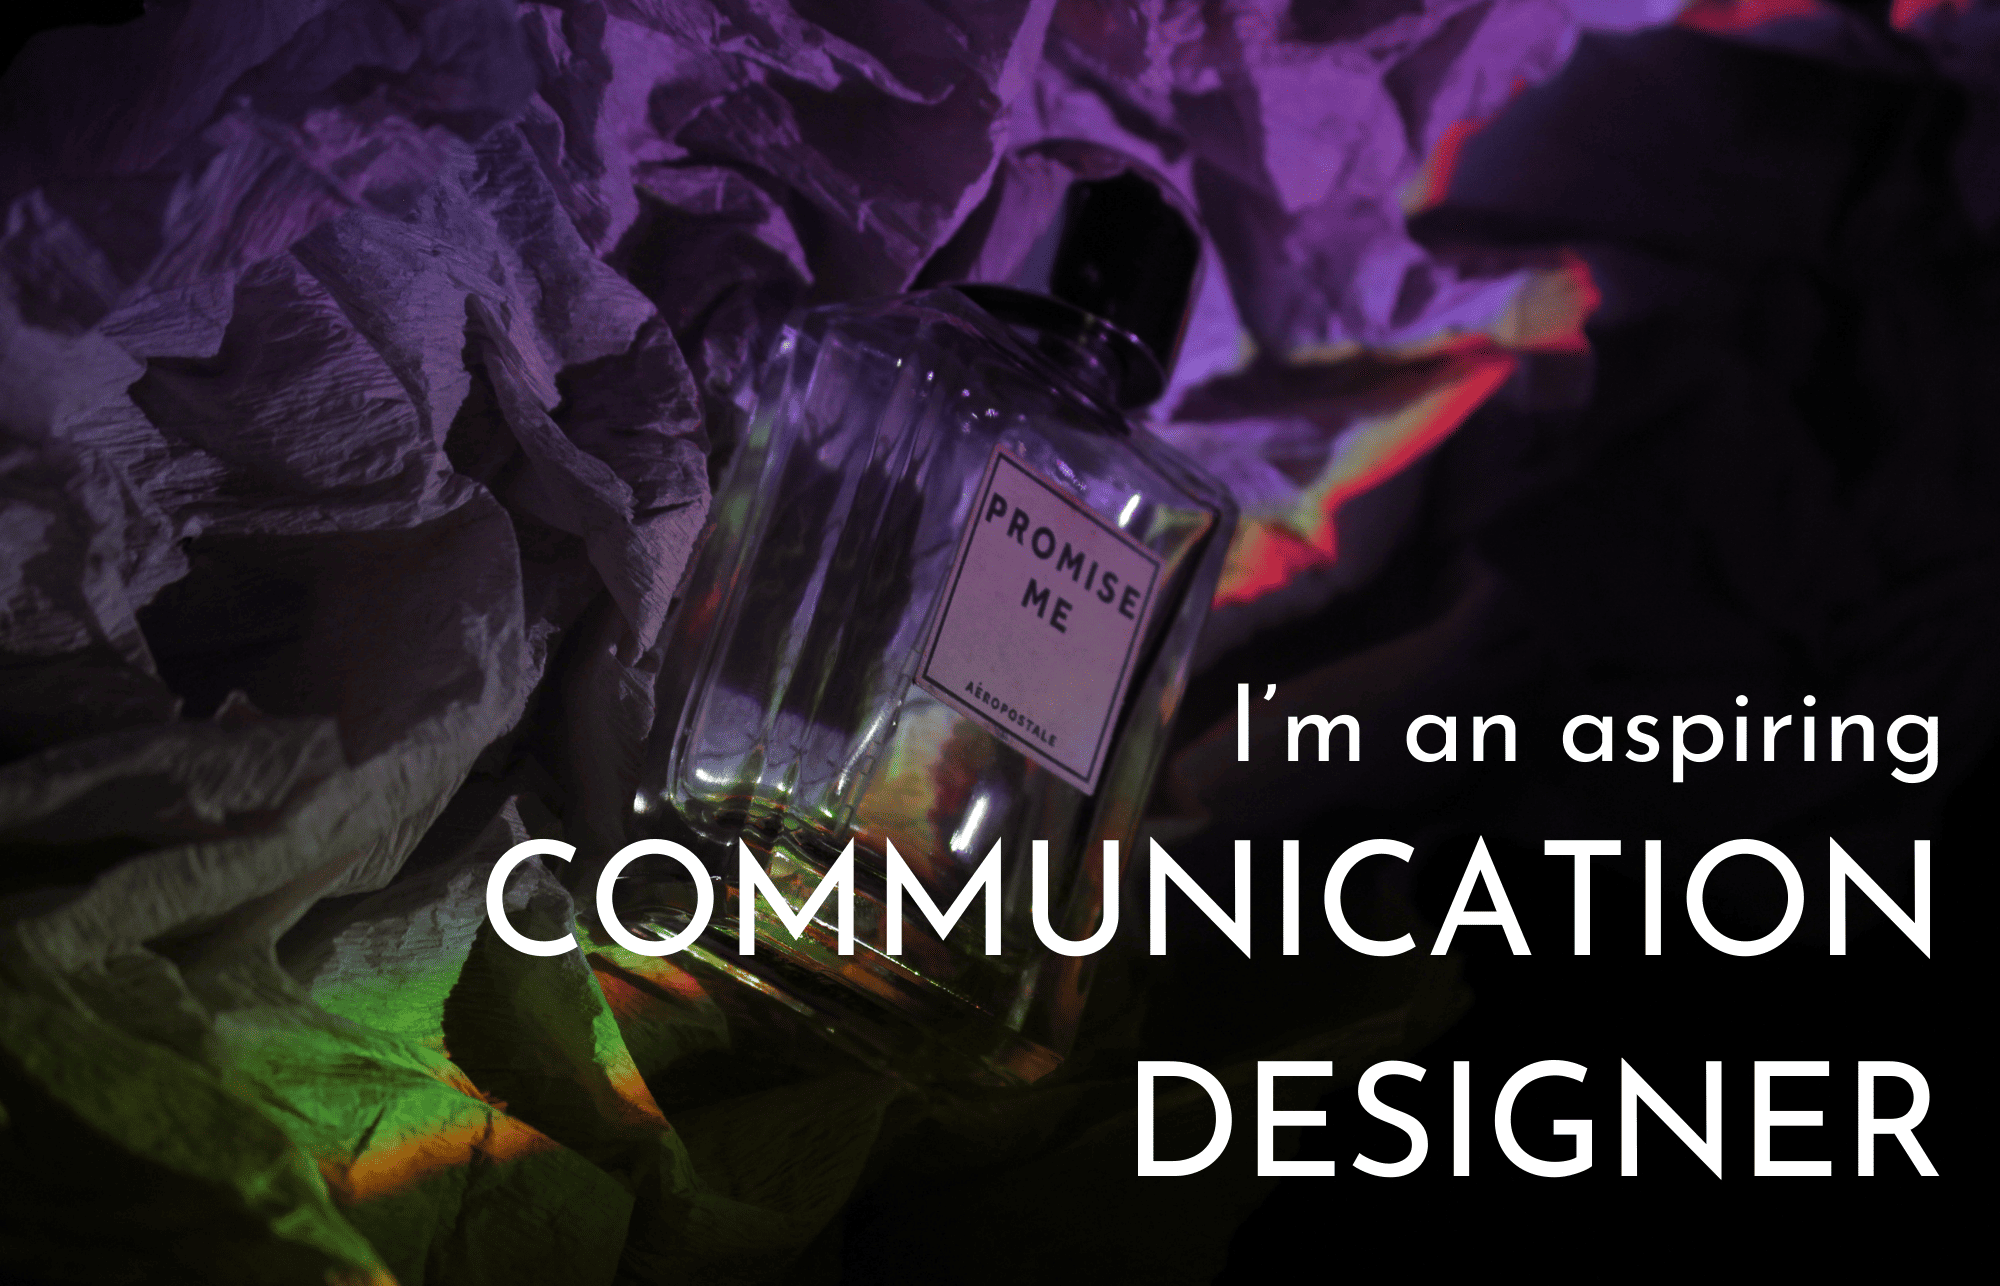 PROMISE
ME
AÉROPOSTALE
I'm an aspiring
COMMUNICATION
DESIGNER